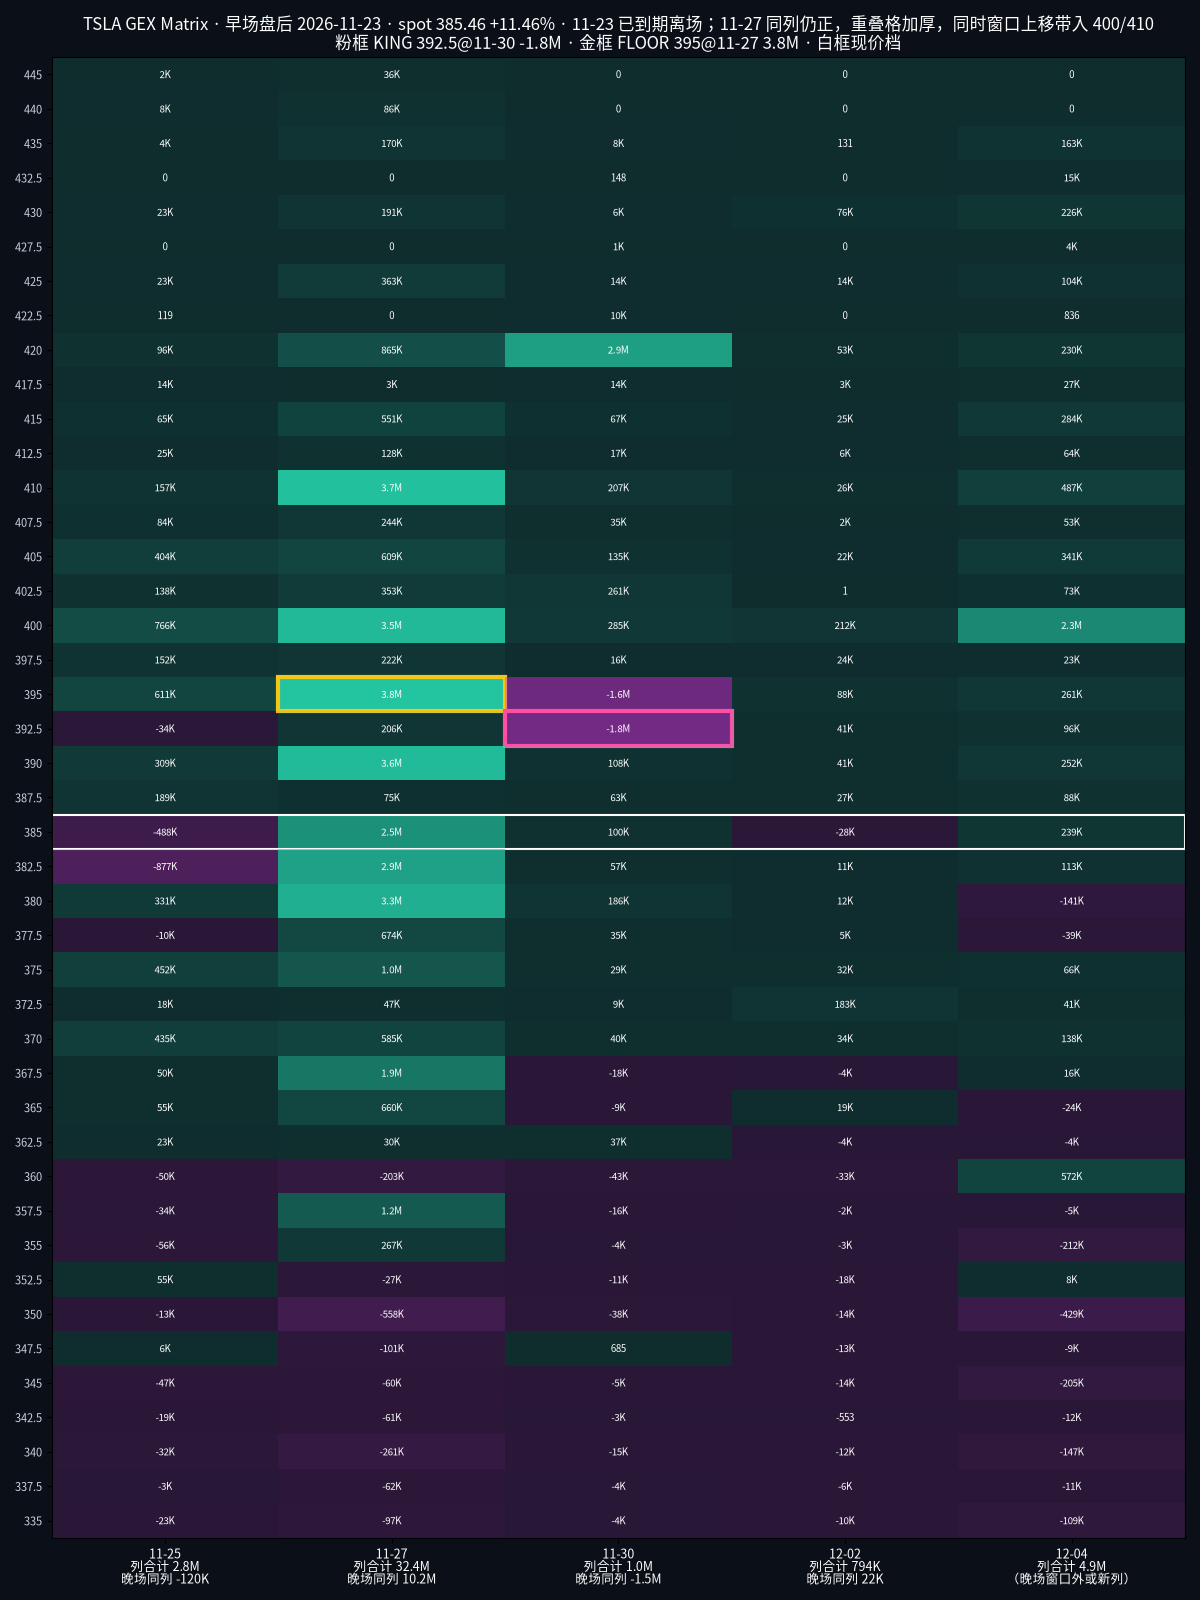 TSLA GEX Matrix · 早场盘后 2026-11-23 · spot 385.46 +11.46% · 11-23 已到期离场；11-27 同列仍正，重叠格加厚，同时窗口上移带入 400/410
粉框 KING 392.5@11-30 -1.8M · 金框 FLOOR 395@11-27 3.8M · 白框现价档
445 2K 36K 0 0 0
440 8K 86K 0 0 0
435 4K 170K 8K 131 163K
432.5 0 0 148 0 15K
430 23K 191K 6K 76K 226K
427.5 0 0 1K 0 4K
425 23K 363K 14K 14K 104K
422.5 119 0 10K 0 836
420 96K 865K 2.9M 53K 230K
417.5 14K 3K 14K 3K 27K
415 65K 551K 67K 25K 284K
412.5 25K 128K 17K 6K 64K
410 157K 3.7M 207K 26K 487K
407.5 84K 244K 35K 2K 53K
405 404K 609K 135K 22K 341K
402.5 138K 353K 261K 1 73K
400 766K 3.5M 285K 212K 2.3M
397.5 152K 222K 16K 24K 23K
395 611K 3.8M -1.6M 88K 261K
392.5 -34K 206K -1.8M 41K 96K
390 309K 3.6M 108K 41K 252K
387.5 189K 75K 63K 27K 88K
385 -488K 2.5M 100K -28K 239K
382.5 -877K 2.9M 57K 11K 113K
380 331K 3.3M 186K 12K -141K
377.5 -10K 674K 35K 5K -39K
375 452K 1.0M 29K 32K 66K
372.5 18K 47K 9K 183K 41K
370 435K 585K 40K 34K 138K
367.5 50K 1.9M -18K -4K 16K
365 55K 660K -9K 19K -24K
362.5 23K 30K 37K -4K -4K
360 -50K -203K -43K -33K 572K
357.5 -34K 1.2M -16K -2K -5K
355 -56K 267K -4K -3K -212K
352.5 55K -27K -11K -18K 8K
350 -13K -558K -38K -14K -429K
347.5 6K -101K 685 -13K -9K
345 -47K -60K -5K -14K -205K
342.5 -19K -61K -3K -553 -12K
340 -32K -261K -15K -12K -147K
337.5 -3K -62K -4K -6K -11K
335 -23K -97K -4K -10K -109K
11-25 11-27 11-30 12-02 12-04
列合计 2.8M 列合计 32.4M 列合计 1.0M 列合计 794K 列合计 4.9M
晚场同列 -120K 晚场同列 10.2M 晚场同列 -1.5M 晚场同列 22K （晚场窗口外或新列）